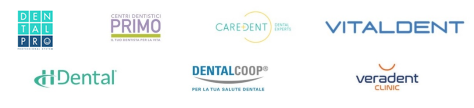 DEN
TAL
PRO
CENTRI DENTISTICI
PRIMO
IL TUO DENTISTA PER LA VITA
CAREDENT
DENTAL
EXPERTS
VITALDENT
HDental
DENTALCOOP®
PER LA TUA SALUTE DENTALE
veradent
CLINIC